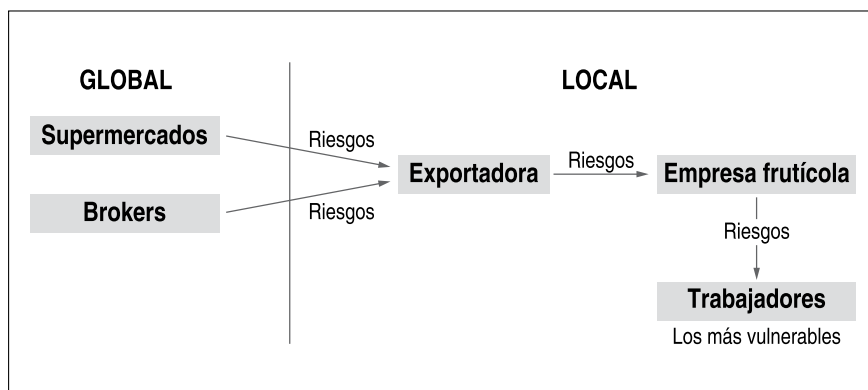 GLOBAL
LOCAL
Supermercados
Riesgos
Exportadora
Riesgos
Empresa frutícola
Brokers
Riesgos
Riesgos
Trabajadores
Los más vulnerables